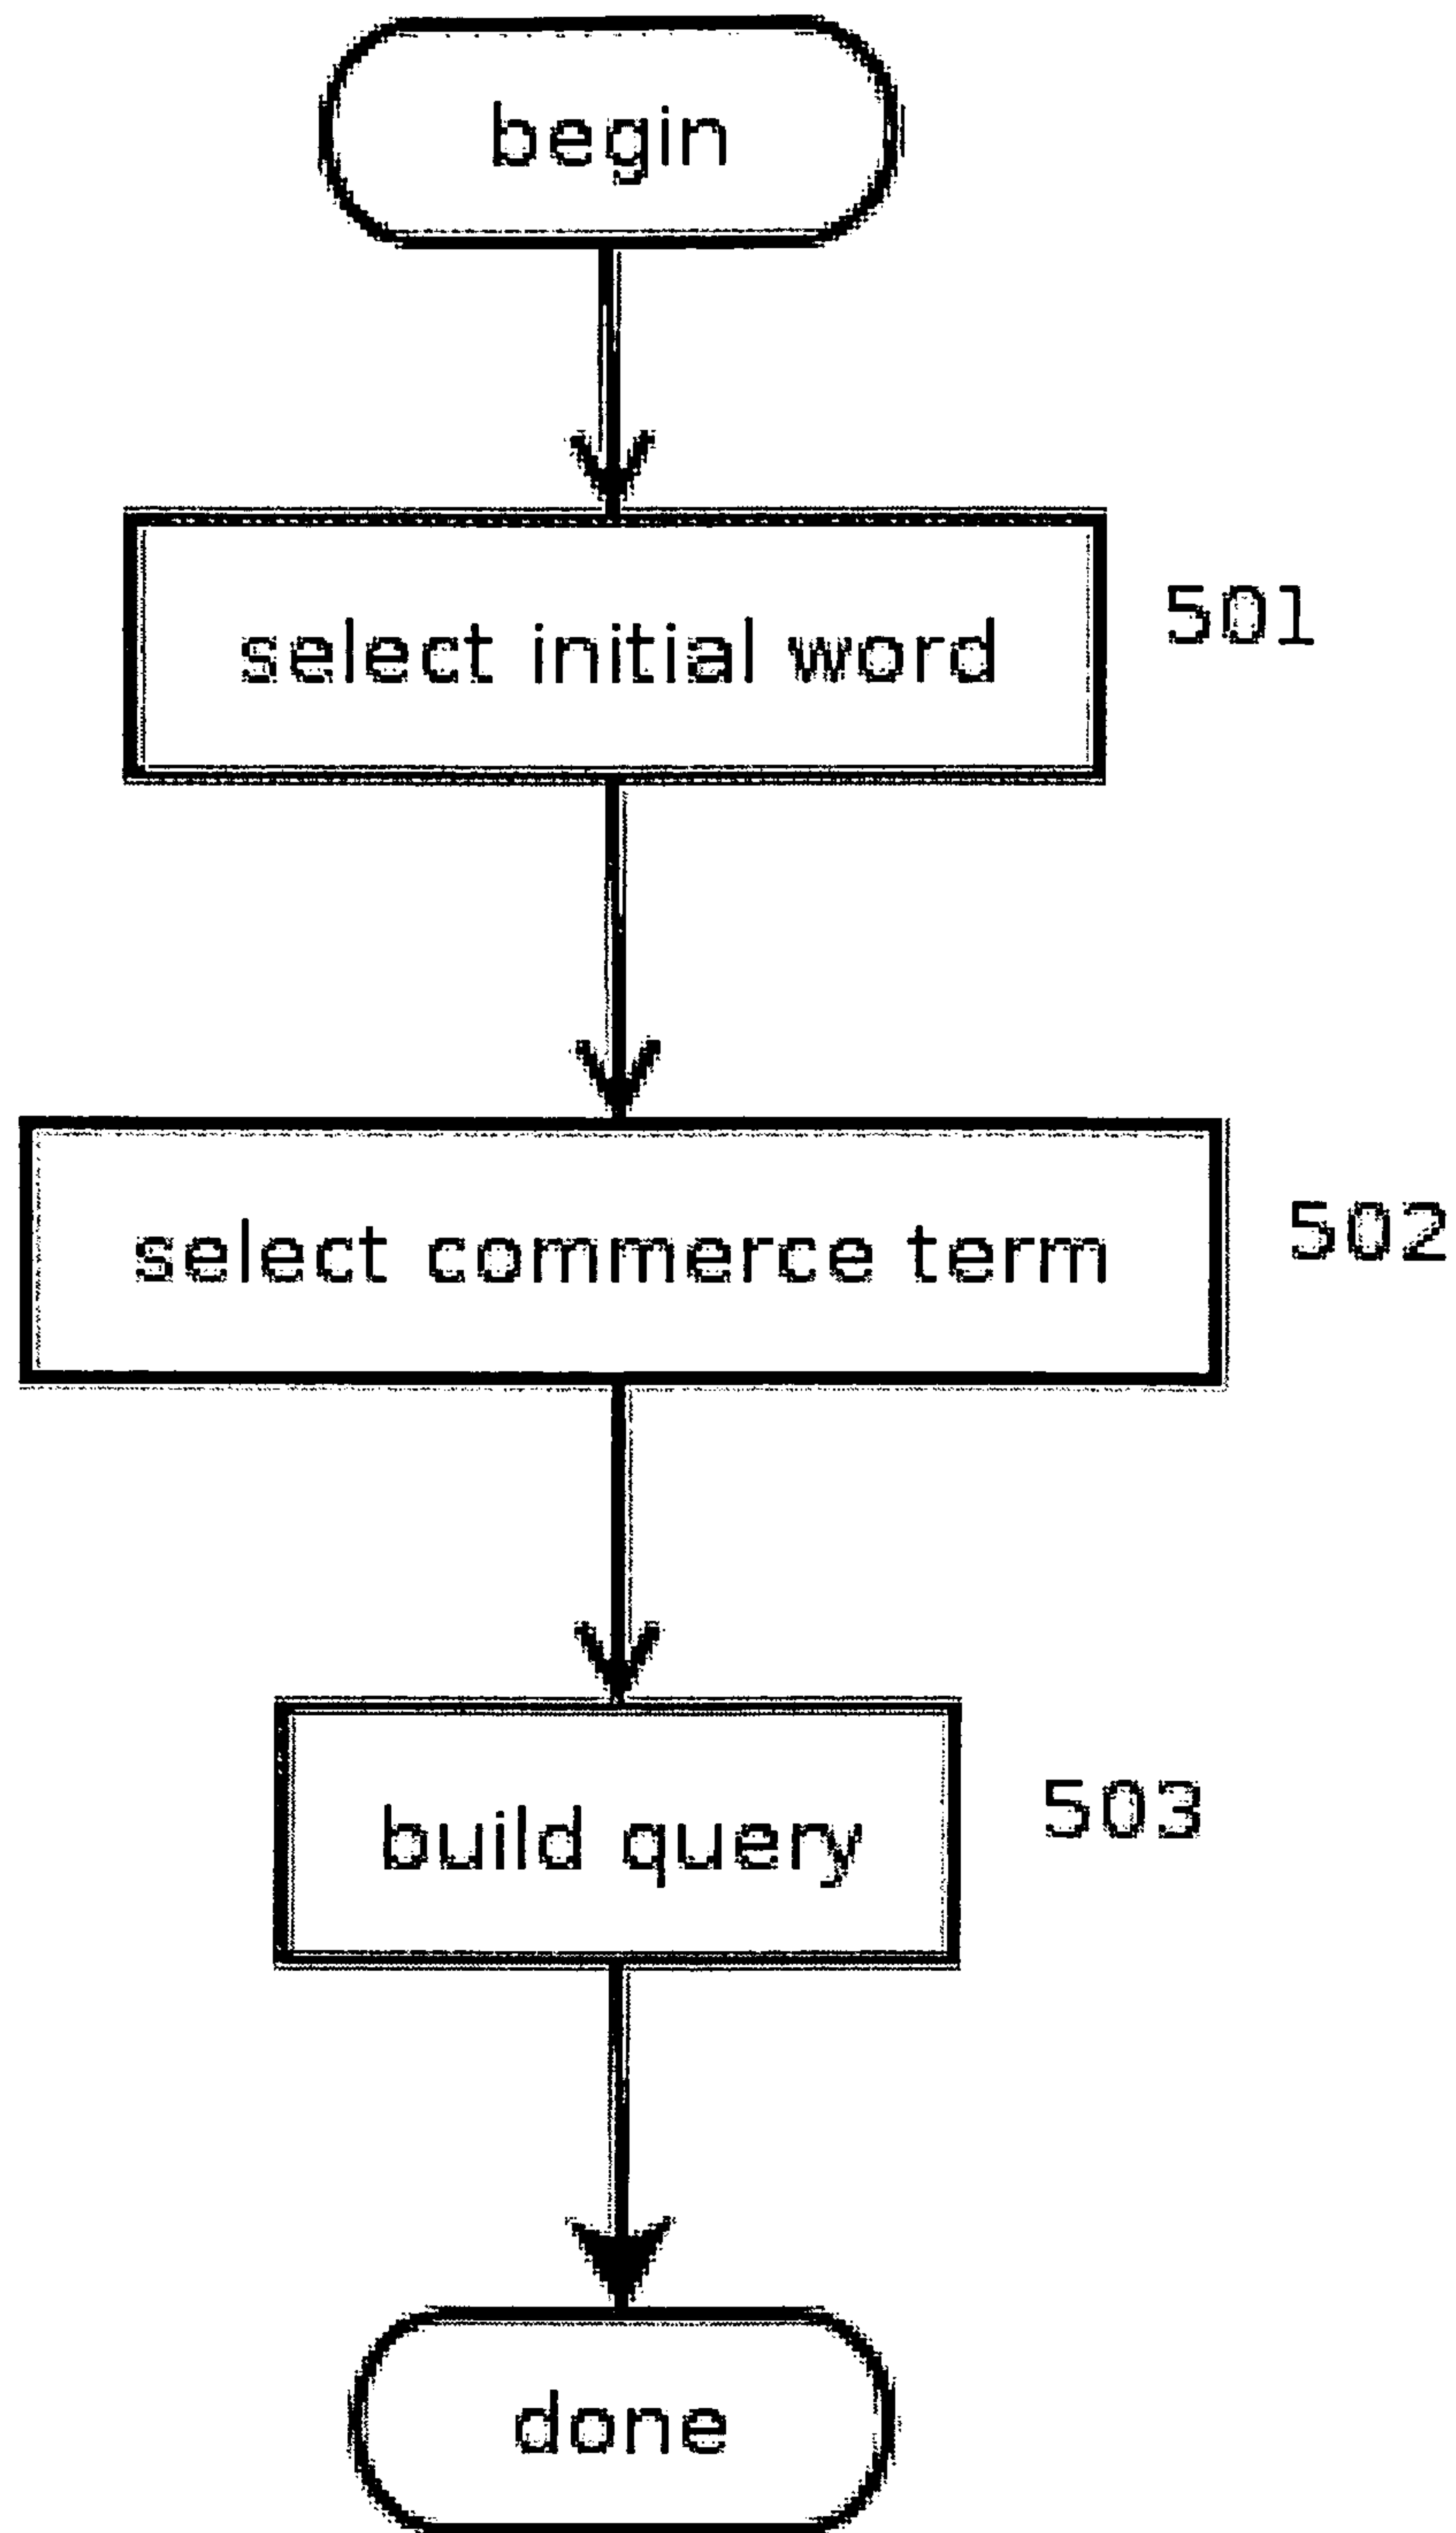 begin
select initial word
501
select commerce term
502
build query
503
done